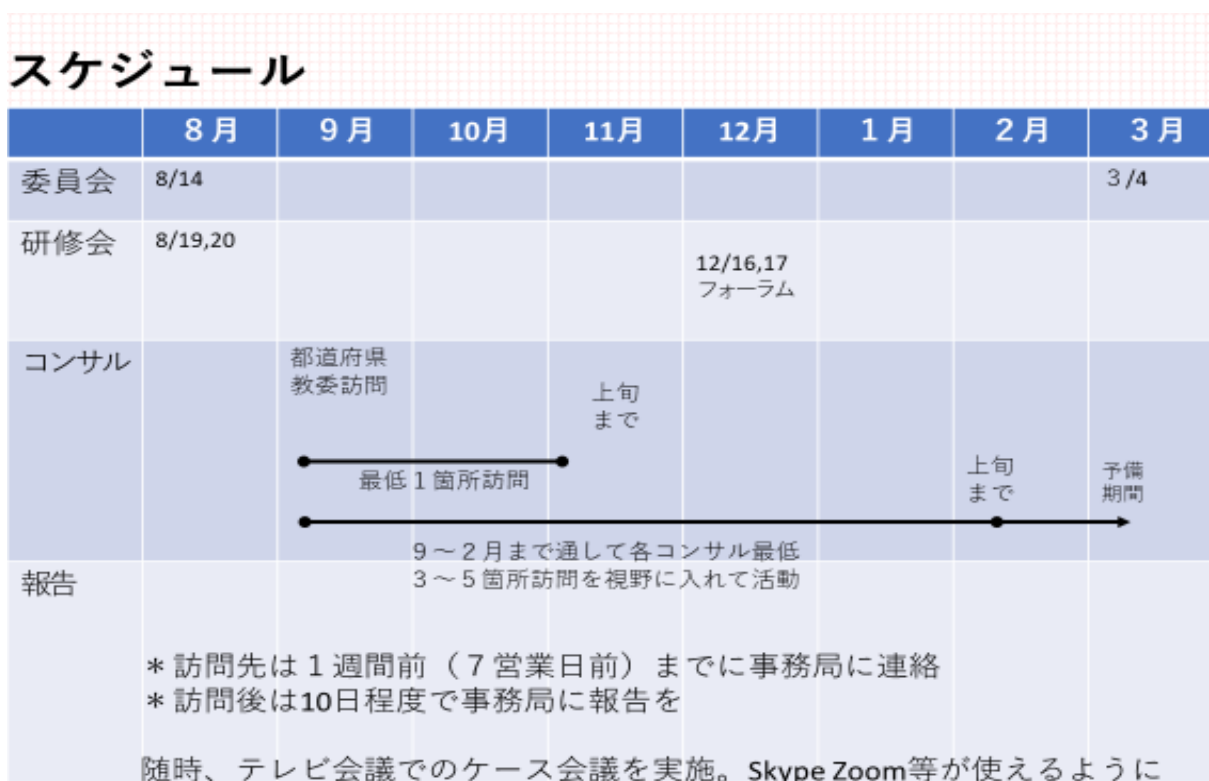 スケジュール
８月 ９月 10月 11月 12月 １月 ２月 ３月
委員会 8/14 ３/4
研修会 8/19,20
12/16,17
フォーラム
コンサル
都道府県
教委訪問
上旬
まで
最低１箇所訪問
上旬
まで
予備
期間
９～２月まで通して各コンサル最低
３～５箇所訪問を視野に入れて活動
報告
＊訪問先は１週間前（７営業日前）までに事務局に連絡
＊訪問後は10日程度で事務局に報告を
随時、テレビ会議でのケース会議を実施。Skype Zoom等が使えるように